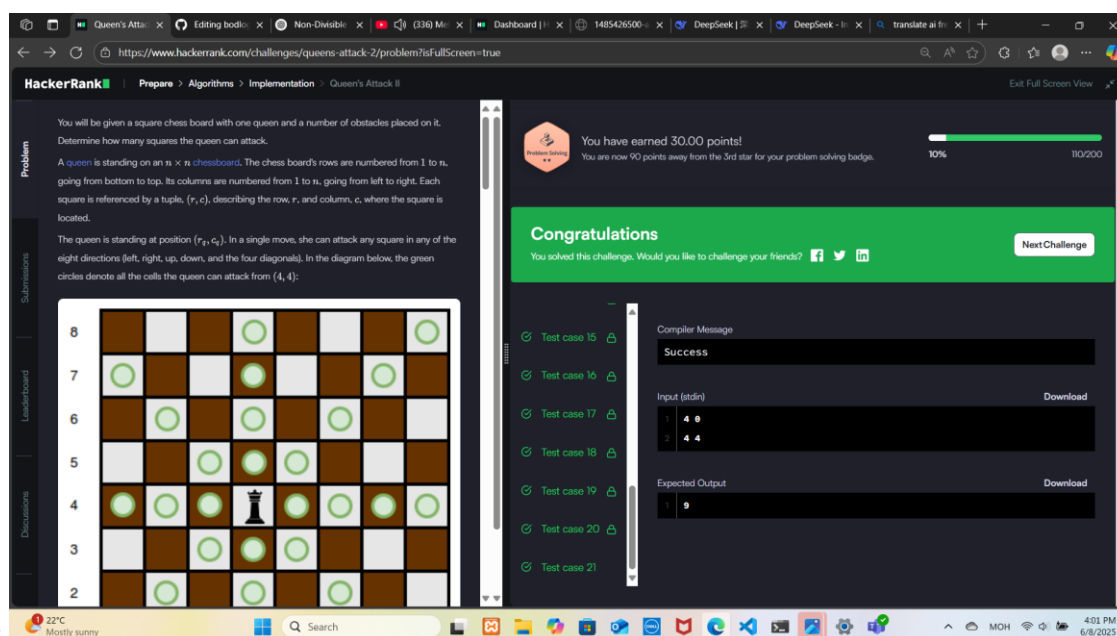 Queen's Attac
Editing bodlo
Non-Divisible
(336) Me
Dashboard | H
1485426500-
DeepSeek |
DeepSeek - In
translate ai fr
https://www.hackerrank.com/challenges/queens-attack-2/problem?isFullScreen=true
HackerRank
Prepare > Algorithms > Implementation > Queen's Attack II
Exit Full Screen View
Problem
Submissions
Leaderboard
Discussions
You will be given a square chess board with one queen and a number of obstacles placed on it.
Determine how many squares the queen can attack.
A queen is standing on an n × n chessboard. The chess board's rows are numbered from 1 to n,
going from bottom to top. Its columns are numbered from 1 to n, going from left to right. Each
square is referenced by a tuple, (r, c), describing the row, r, and column, c, where the square is
located.
The queen is standing at position (r_q, c_q). In a single move, she can attack any square in any of the
eight directions (left, right, up, down, and the four diagonals). In the diagram below, the green
circles denote all the cells the queen can attack from (4, 4):
8
7
6
5
4
3
2
Problem Solving
You have earned 30.00 points!
You are now 90 points away from the 3rd star for your problem solving badge.
10%
110/200
Congratulations
You solved this challenge. Would you like to challenge your friends?
Next Challenge
Test case 15
Test case 16
Test case 17
Test case 18
Test case 19
Test case 20
Test case 21
Compiler Message
Success
Input (stdin)
Download
1 4 0
2 4 4
Expected Output
Download
1 9
1
22°C
Mostly sunny
Search
DELL
MOH
4:01 PM
6/8/2025